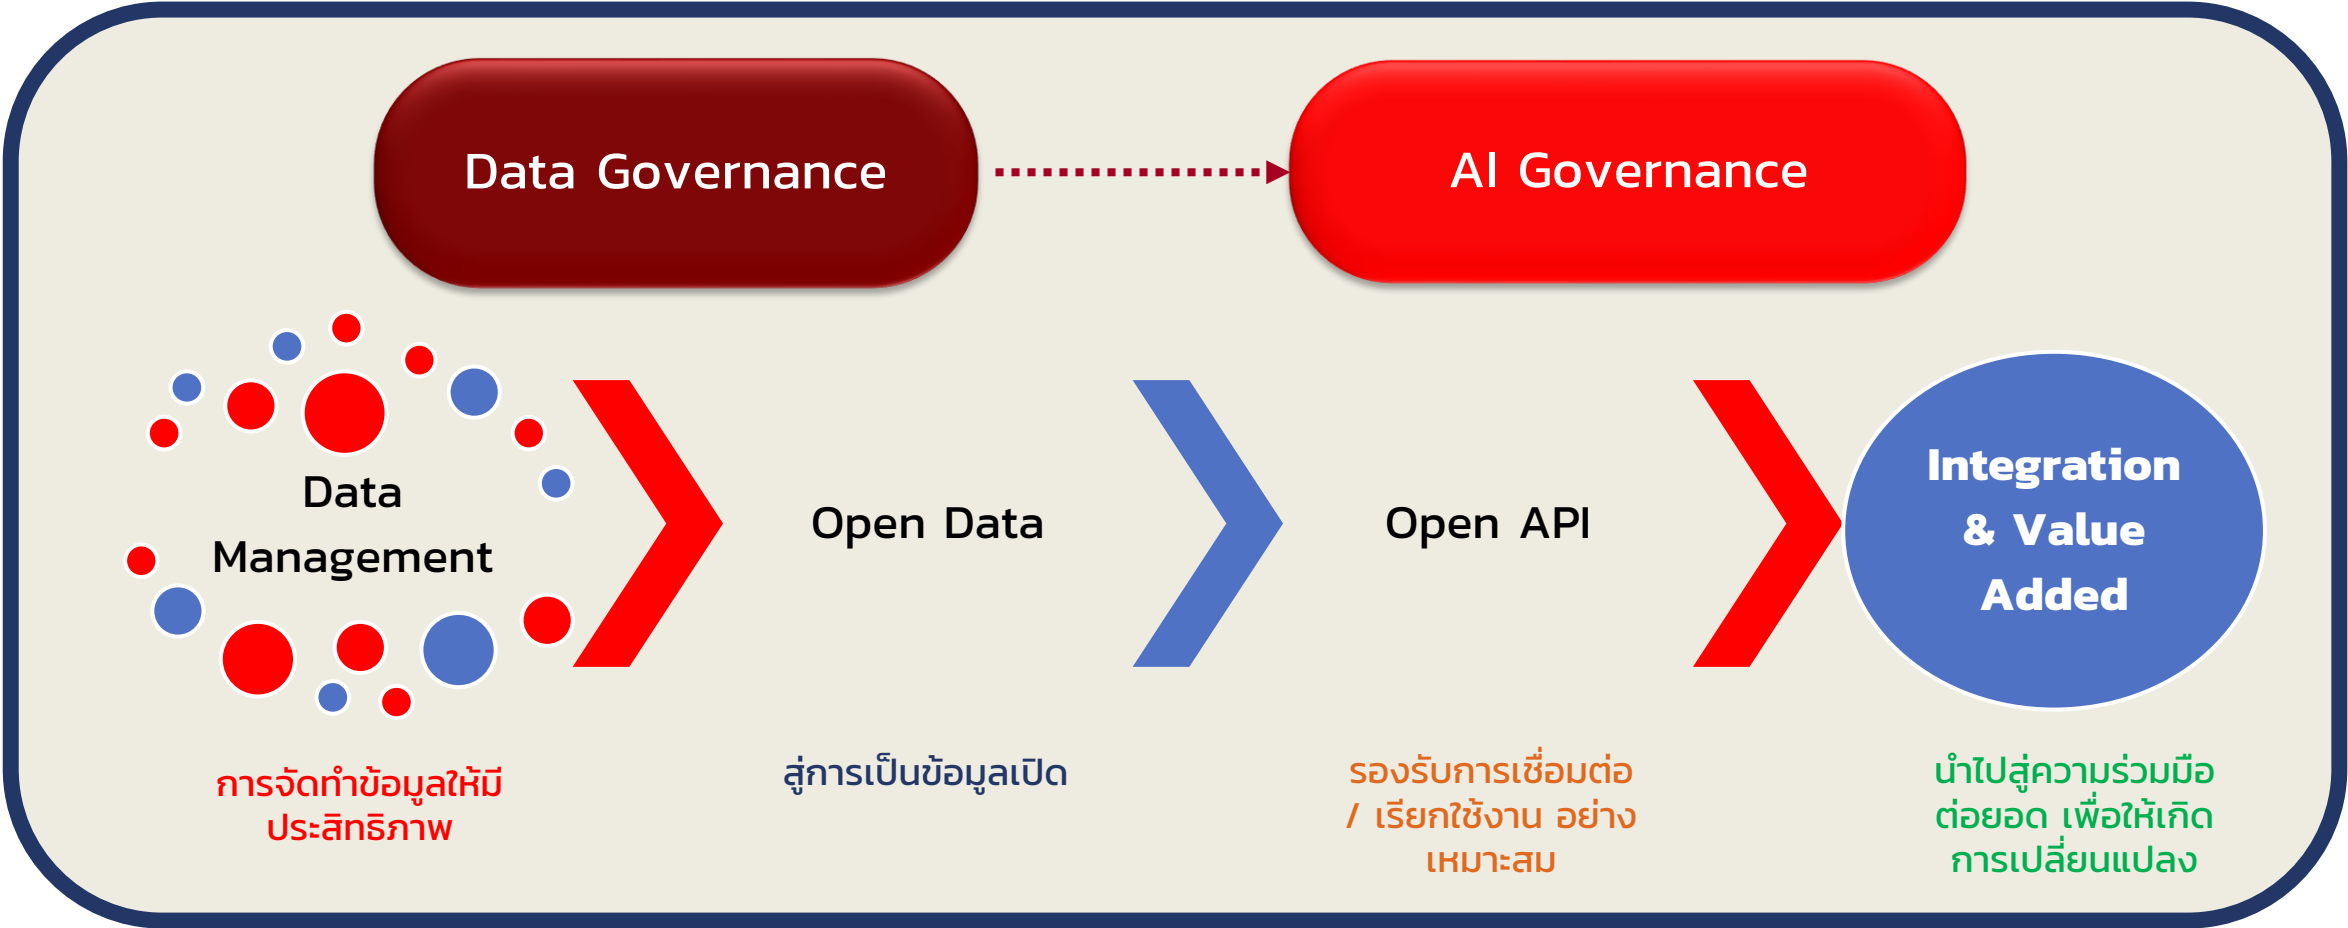 Data Governance
AI Governance
Data
Management
Open Data
Open API
Integration
& Value
Added
การจัดทำข้อมูลให้มี
ประสิทธิภาพ
สู่การเป็นข้อมูลเปิด
รองรับการเชื่อมต่อ
/ เรียกใช้งาน อย่าง
เหมาะสม
นำไปสู่ความร่วมมือ
ต่อยอด เพื่อให้เกิด
การเปลี่ยนแปลง